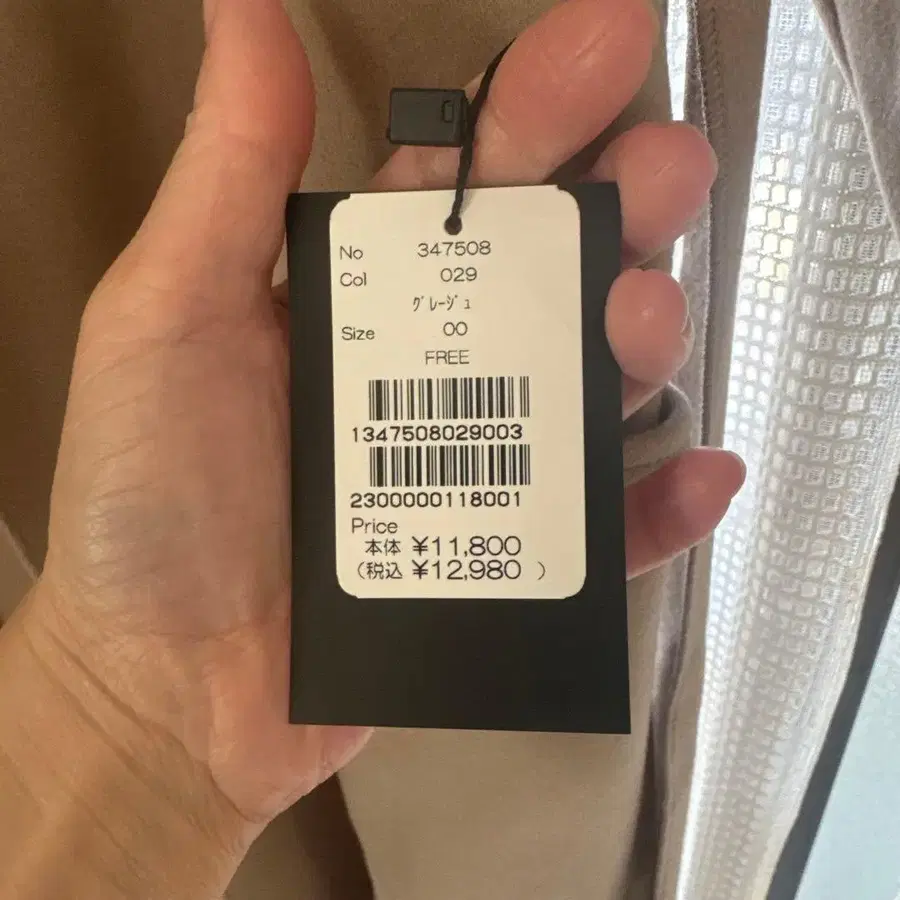 No 347508
Col 029
ｸﾞﾚｰｼﾞｭ
Size 00
FREE
1347508029003
2300000118001
Price
本体 ¥11,800
(税込 ¥12,980 )